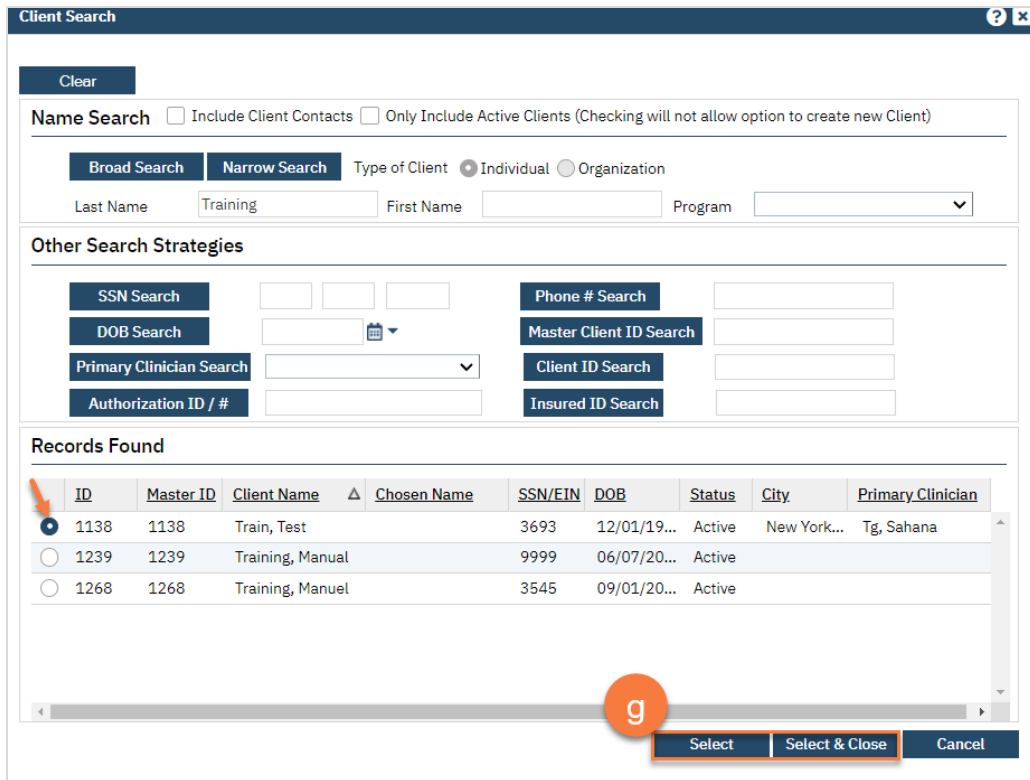 Client Search ? x
Clear
Name Search Include Client Contacts Only Include Active Clients (Checking will not allow option to create new Client)
Broad Search Narrow Search Type of Client Individual Organization
Last Name Training First Name Program
Other Search Strategies
SSN Search Phone # Search
DOB Search Master Client ID Search
Primary Clinician Search Client ID Search
Authorization ID / # Insured ID Search
Records Found
ID Master ID Client Name Chosen Name SSN/EIN DOB Status City Primary Clinician
1138 1138 Train, Test 3693 12/01/19... Active New York... Tg, Sahana
1239 1239 Training, Manual 9999 06/07/20... Active
1268 1268 Training, Manuel 3545 09/01/20... Active
g
Select Select & Close Cancel